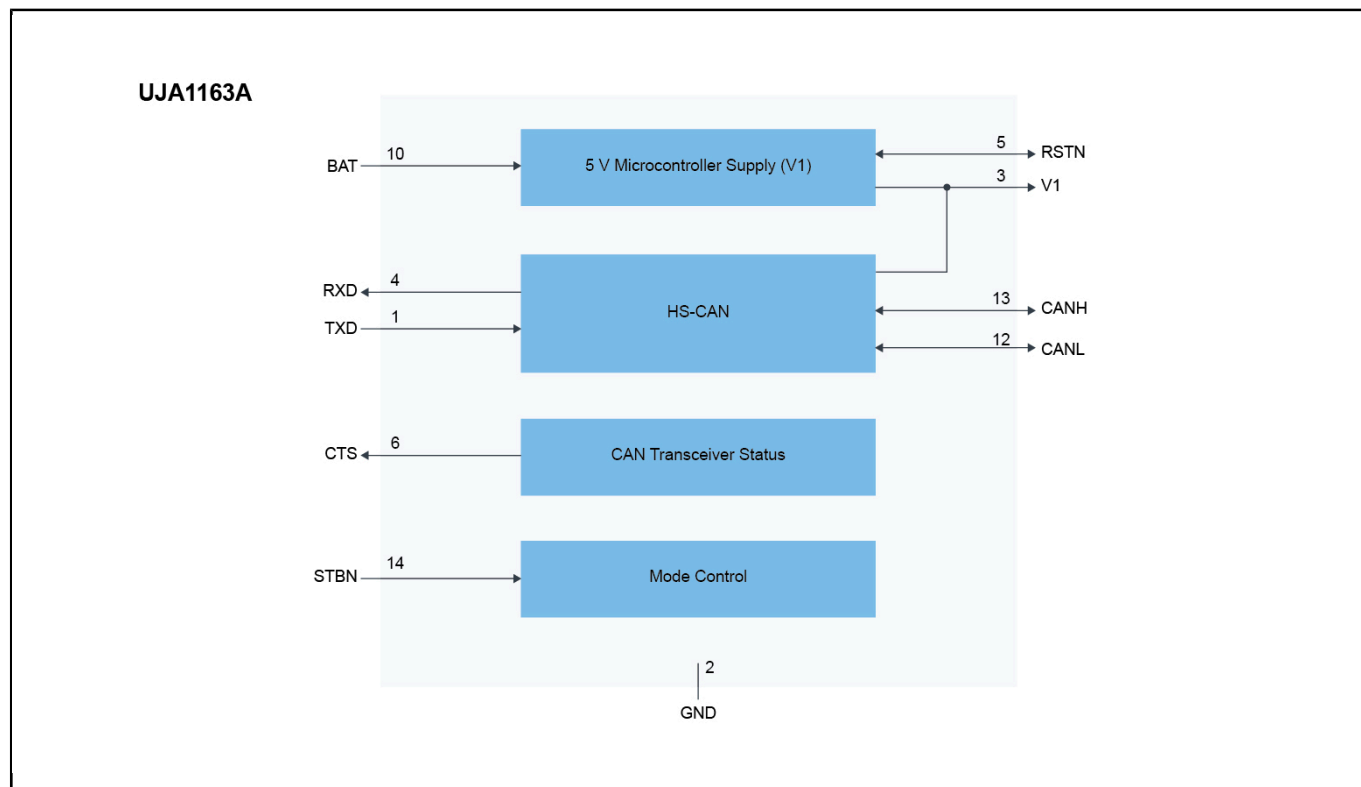 UJA1163A
BAT
10
5 V Microcontroller Supply (V1)
5
RSTN
3
V1
RXD
4
TXD
1
HS-CAN
13
CANH
12
CANL
CTS
6
CAN Transceiver Status
STBN
14
Mode Control
2
GND